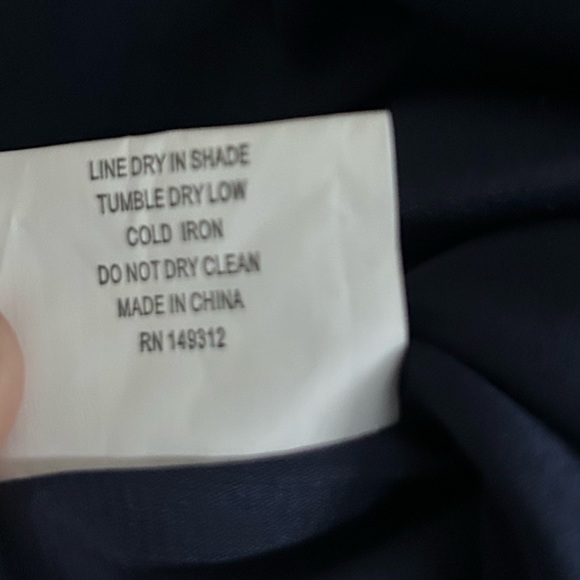 LINE DRY IN SHADE
TUMBLE DRY LOW
COLD IRON
DO NOT DRY CLEAN
MADE IN CHINA
RN 149312